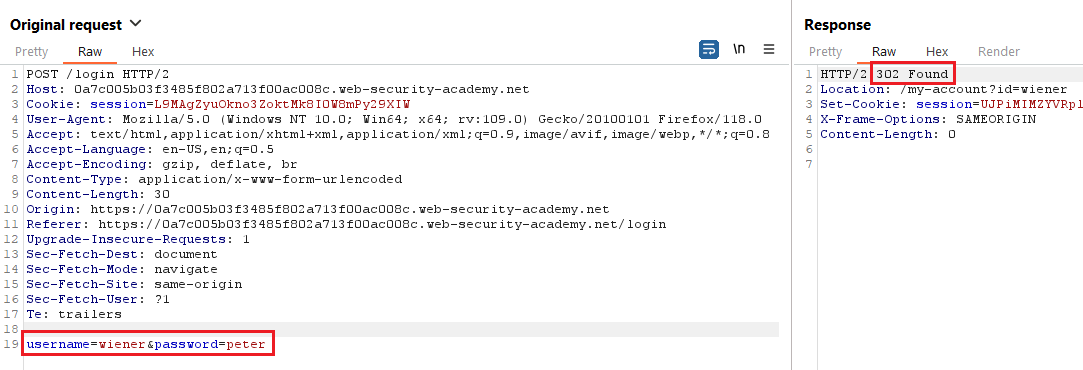 Original request
Pretty Raw Hex \n
1 POST /login HTTP/2
2 Host: 0a7c005b03f3485f802a713f00ac008c.web-security-academy.net
3 Cookie: session=L9MAgZyuOkno3ZoktMk8I0W8mPy29XIW
4 User-Agent: Mozilla/5.0 (Windows NT 10.0; Win64; x64; rv:109.0) Gecko/20100101 Firefox/118.0
5 Accept: text/html,application/xhtml+xml,application/xml;q=0.9,image/avif,image/webp,*/*;q=0.8
6 Accept-Language: en-US,en;q=0.5
7 Accept-Encoding: gzip, deflate, br
8 Content-Type: application/x-www-form-urlencoded
9 Content-Length: 30
10 Origin: https://0a7c005b03f3485f802a713f00ac008c.web-security-academy.net
11 Referer: https://0a7c005b03f3485f802a713f00ac008c.web-security-academy.net/login
12 Upgrade-Insecure-Requests: 1
13 Sec-Fetch-Dest: document
14 Sec-Fetch-Mode: navigate
15 Sec-Fetch-Site: same-origin
16 Sec-Fetch-User: ?1
17 Te: trailers
18
19 username=wiener&password=peter
Response
Pretty Raw Hex Render
1 HTTP/2 302 Found
2 Location: /my-account?id=wiener
3 Set-Cookie: session=UJPiMIMZYVRpl
4 X-Frame-Options: SAMEORIGIN
5 Content-Length: 0
6
7